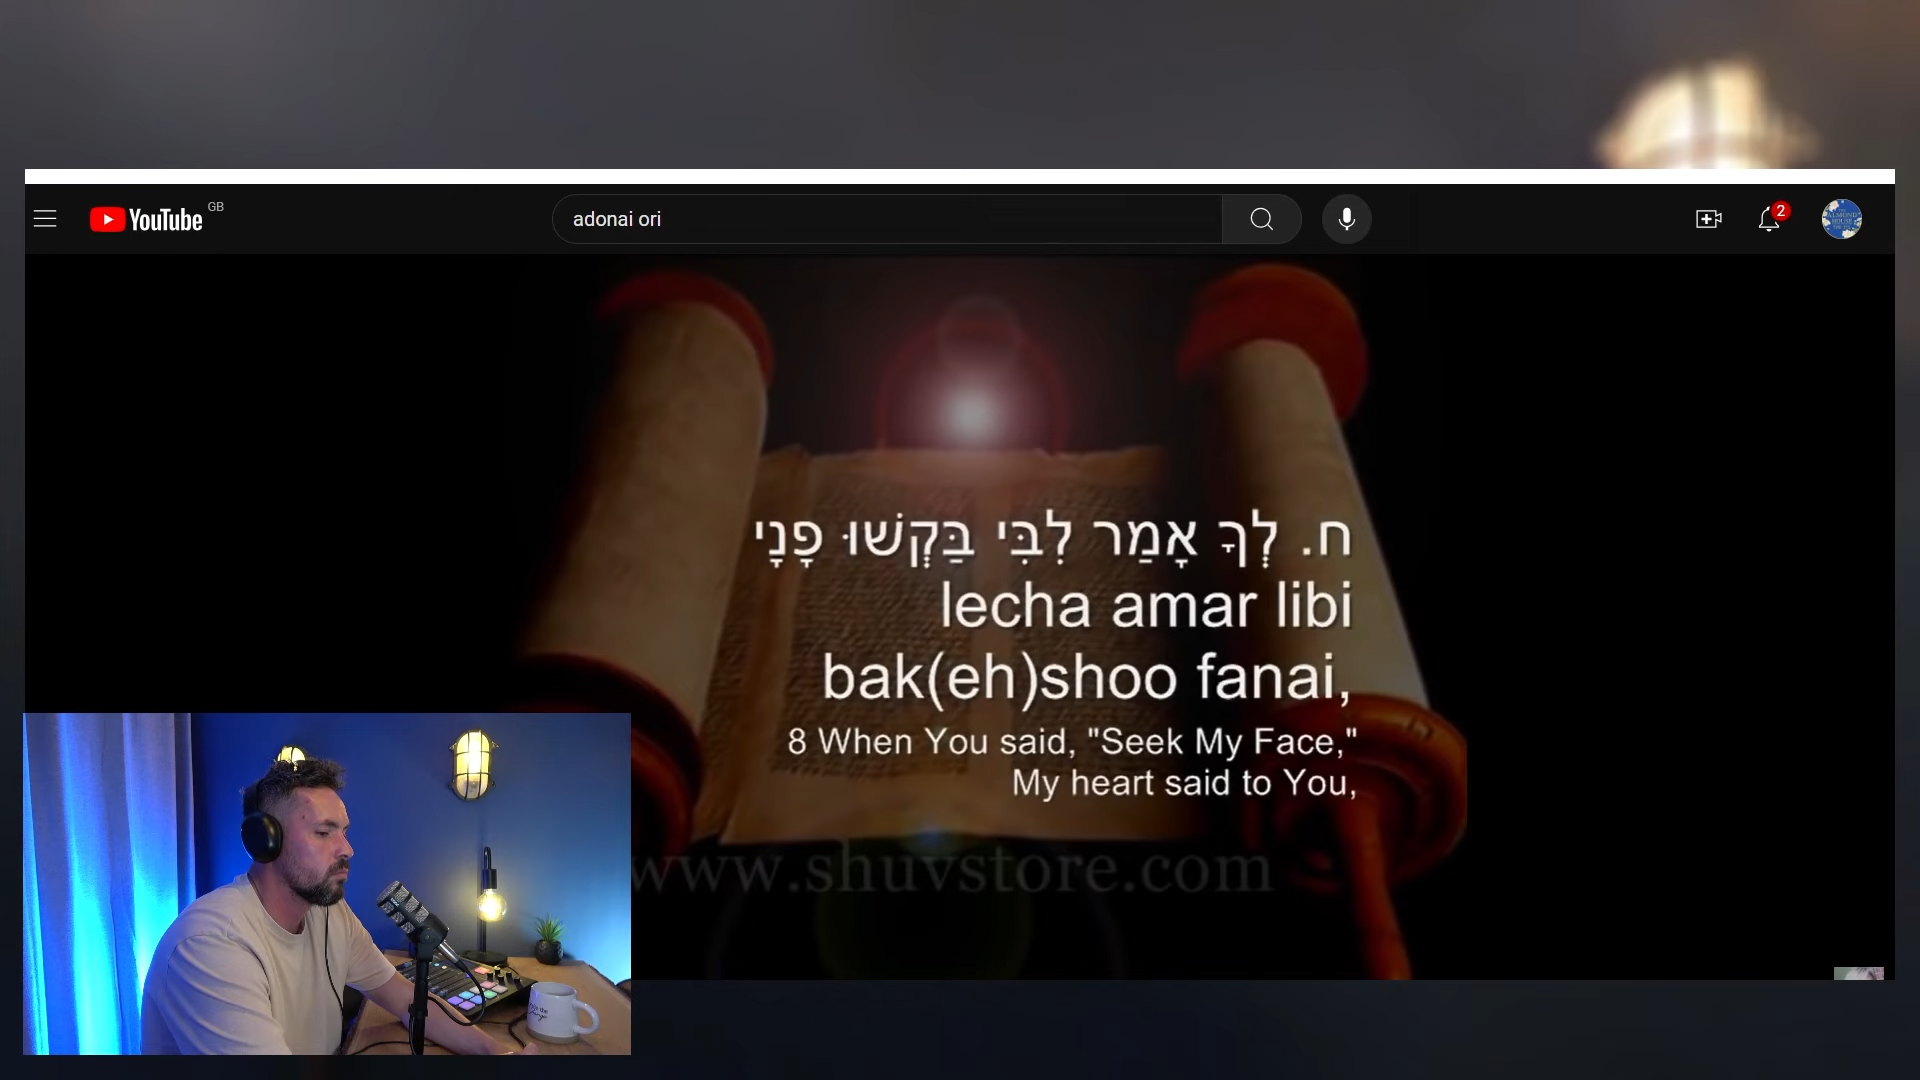 YouTube GB
adonai ori
2
ח. לְךָ אָמַר לִבִּי בַּקְּשׁוּ פָנָי
lecha amar libi
bak(eh)shoo fanai,
8 When You said, "Seek My Face,"
My heart said to You,
www.shuvstore.com